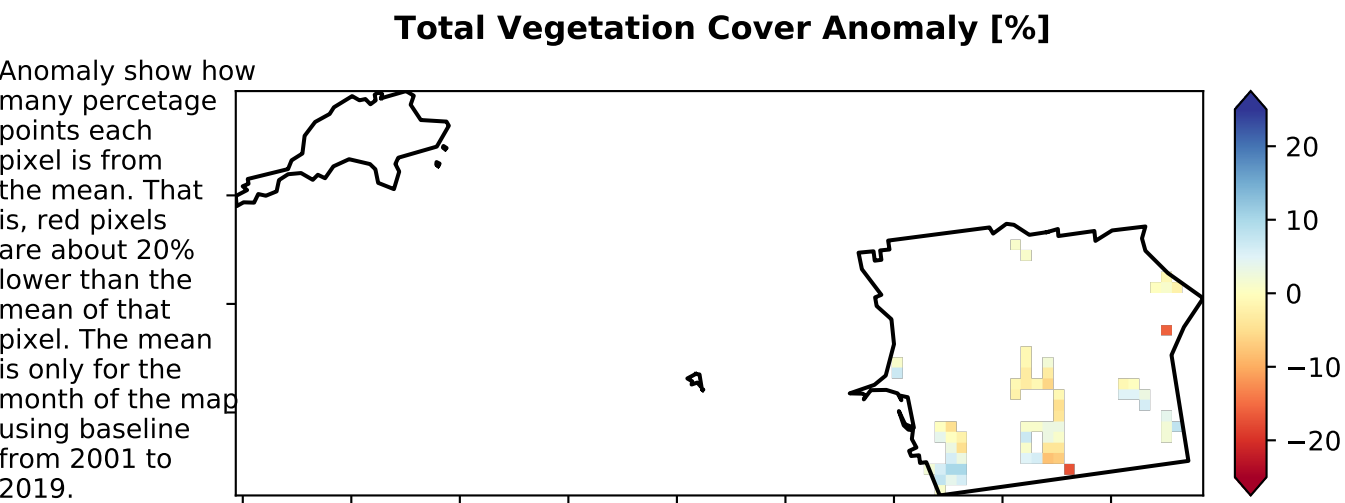 Total Vegetation Cover Anomaly [%]
Anomaly show how
many percetage
points each
pixel is from
the mean. That
is, red pixels
are about 20%
lower than the
mean of that
pixel. The mean
is only for the
month of the map
using baseline
from 2001 to
2019.
20
10
0
−10
−20